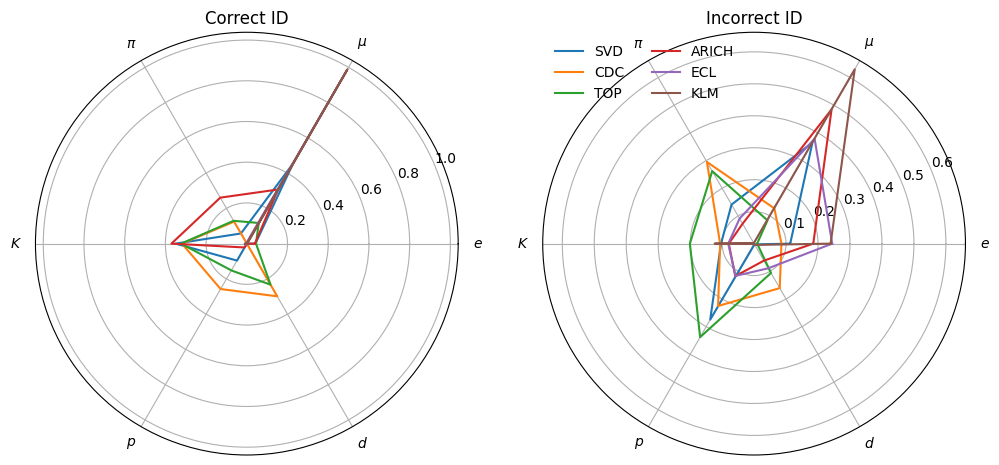 Correct ID
Incorrect ID
π
μ
K
e
p
d
0.2
0.4
0.6
0.8
1.0
π
μ
K
e
p
d
0.1
0.2
0.3
0.4
0.5
0.6
SVD
CDC
TOP
ARICH
ECL
KLM